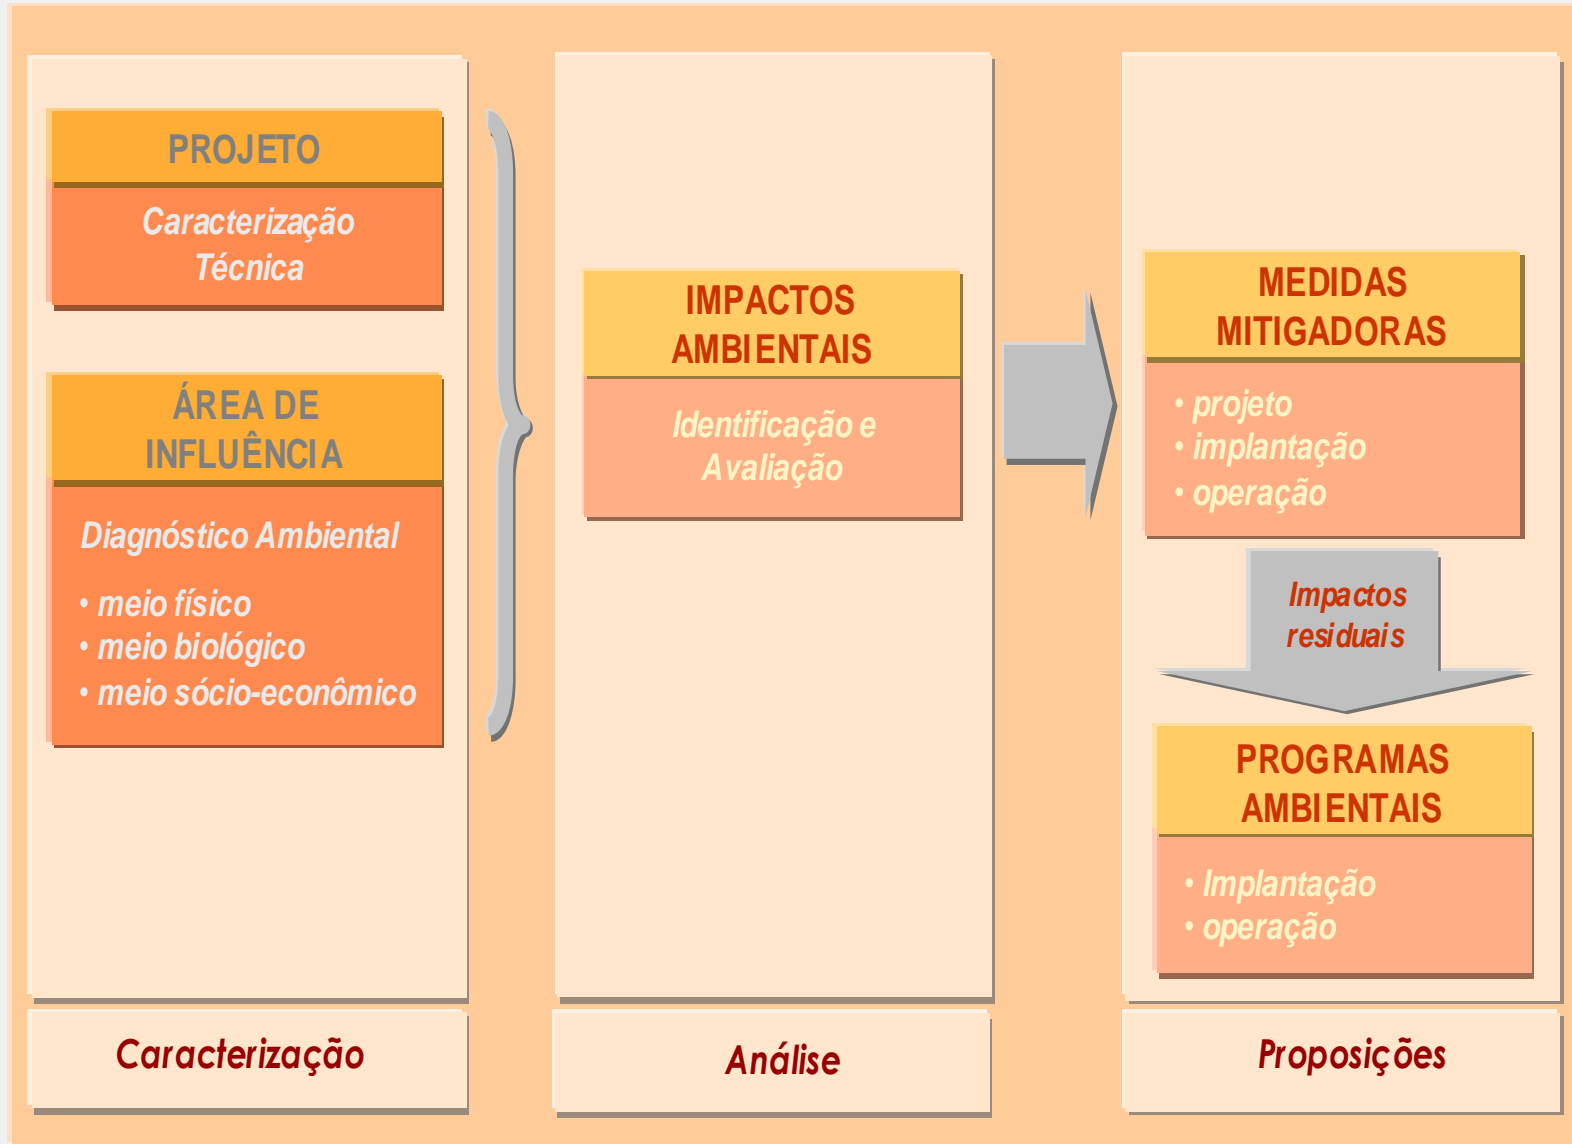 PROJETO
Caracterização
Técnica
ÁREA DE
INFLUÊNCIA
Diagnóstico Ambiental
• meio físico
• meio biológico
• meio sócio-econômico
Caracterização
IMPACTOS
AMBIENTAIS
Identificação e
Avaliação
Análise
MEDIDAS
MITIGADORAS
• projeto
• implantação
• operação
Impactos
residuais
PROGRAMAS
AMBIENTAIS
• Implantação
• operação
Proposições